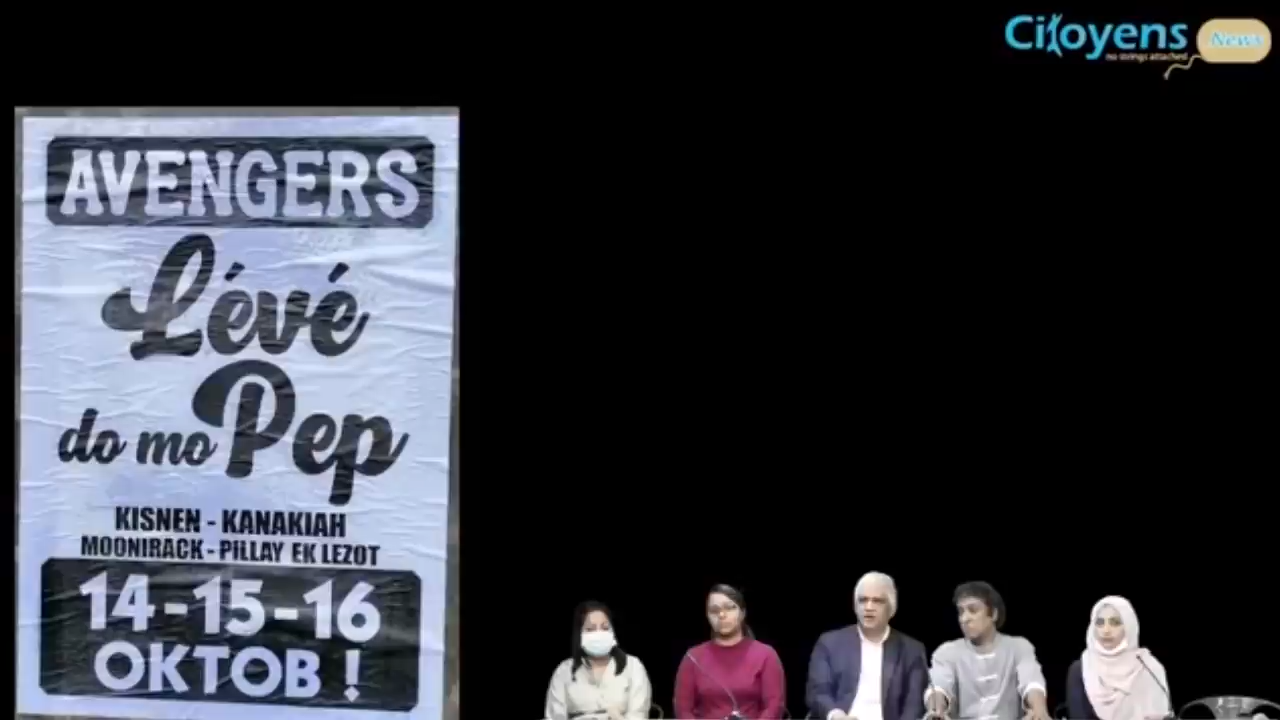 Citoyens News
no strings attached
AVENGERS
Lévé
do mo Pep
KISNEN - KANAKIAH
MOONIRACK - PILLAY EK LEZOT
14-15-16
OKTOB !